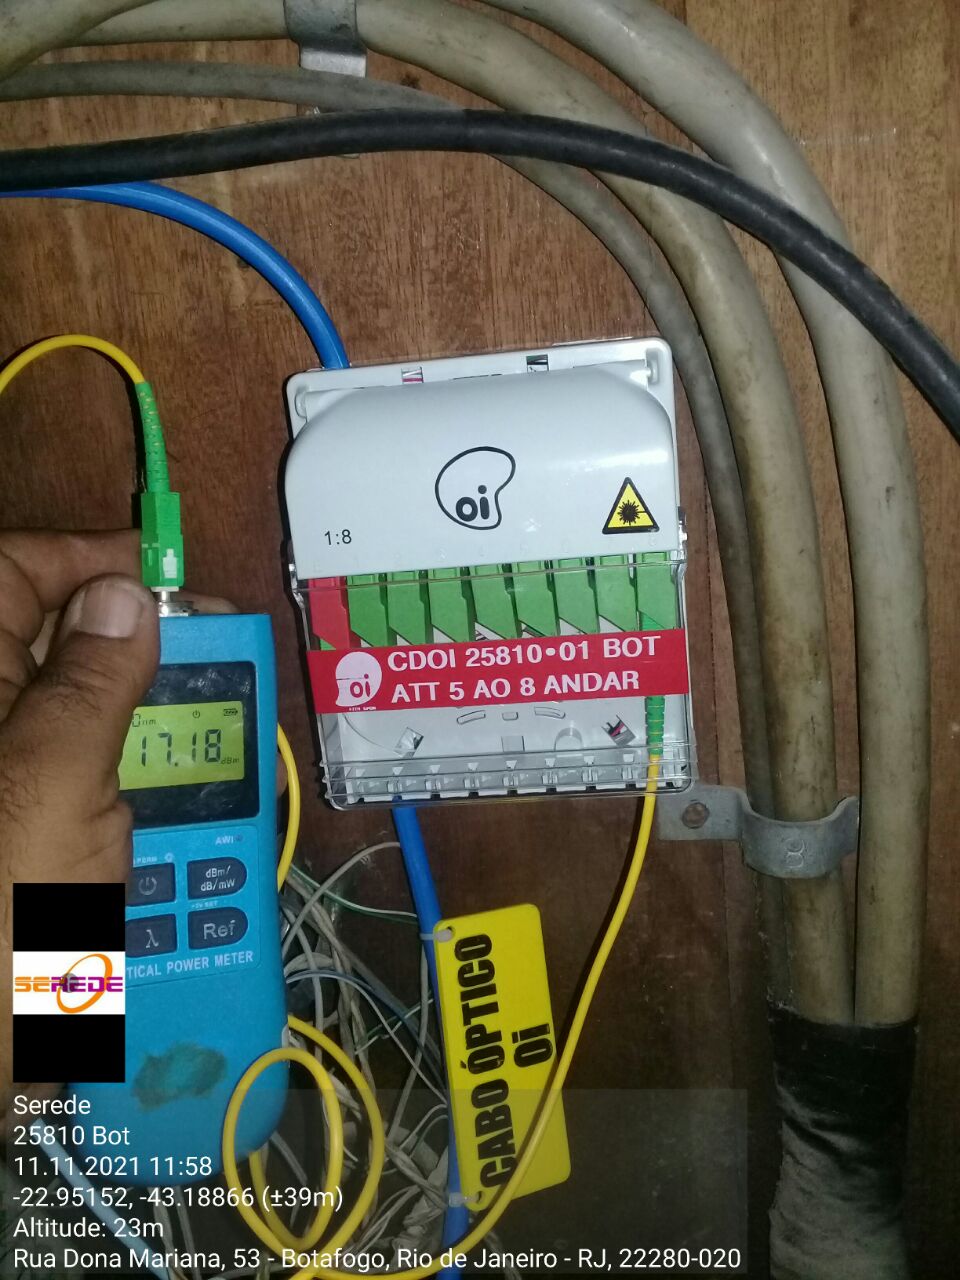 oi
1:8
CDOI 25810•01 BOT
oi
ATT 5 AO 8 ANDAR
17.18
dBm
dBm/
dB/mW
λ
Ref
TICAL POWER METER
CABO ÓPTICO
oi
SEREDE
Serede
25810 Bot
11.11.2021 11:58
-22.95152, -43.18866 (±39m)
Altitude: 23m
Rua Dona Mariana, 53 - Botafogo, Rio de Janeiro - RJ, 22280-020